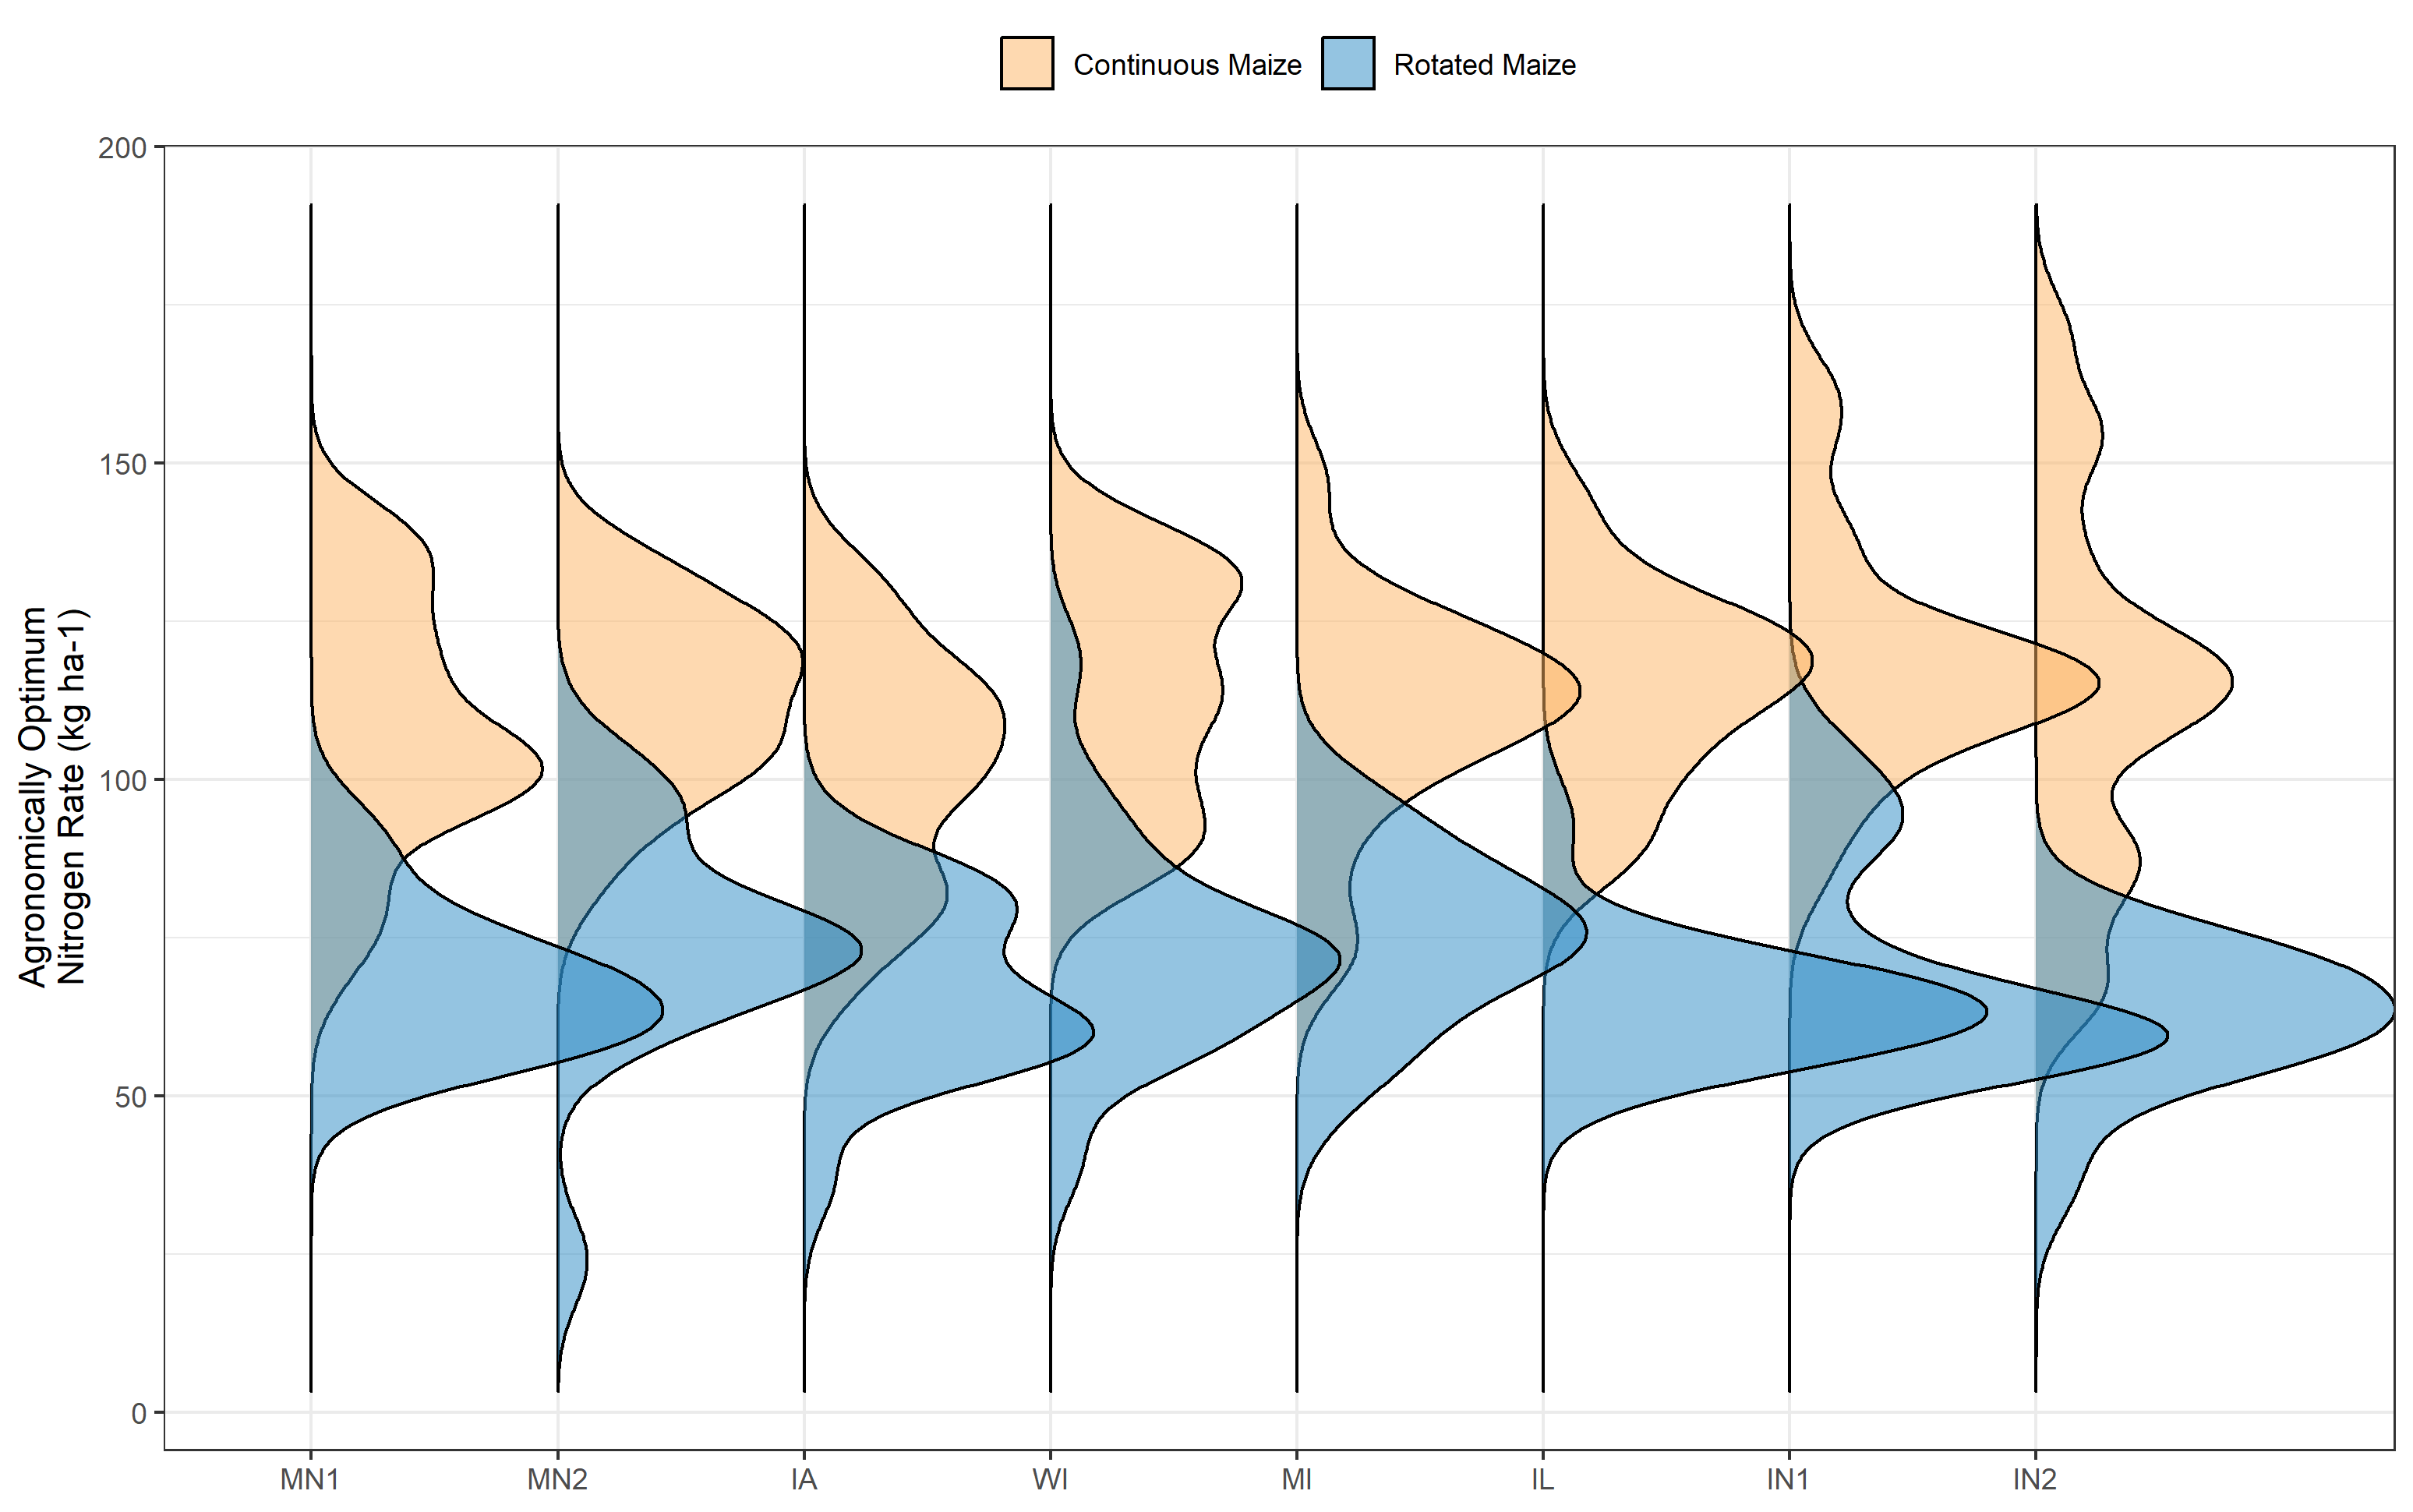 Continuous Maize
Rotated Maize
Agronomically Optimum
Nitrogen Rate (kg ha-1)
200
150
100
50
0
MN1
MN2
IA
WI
MI
IL
IN1
IN2